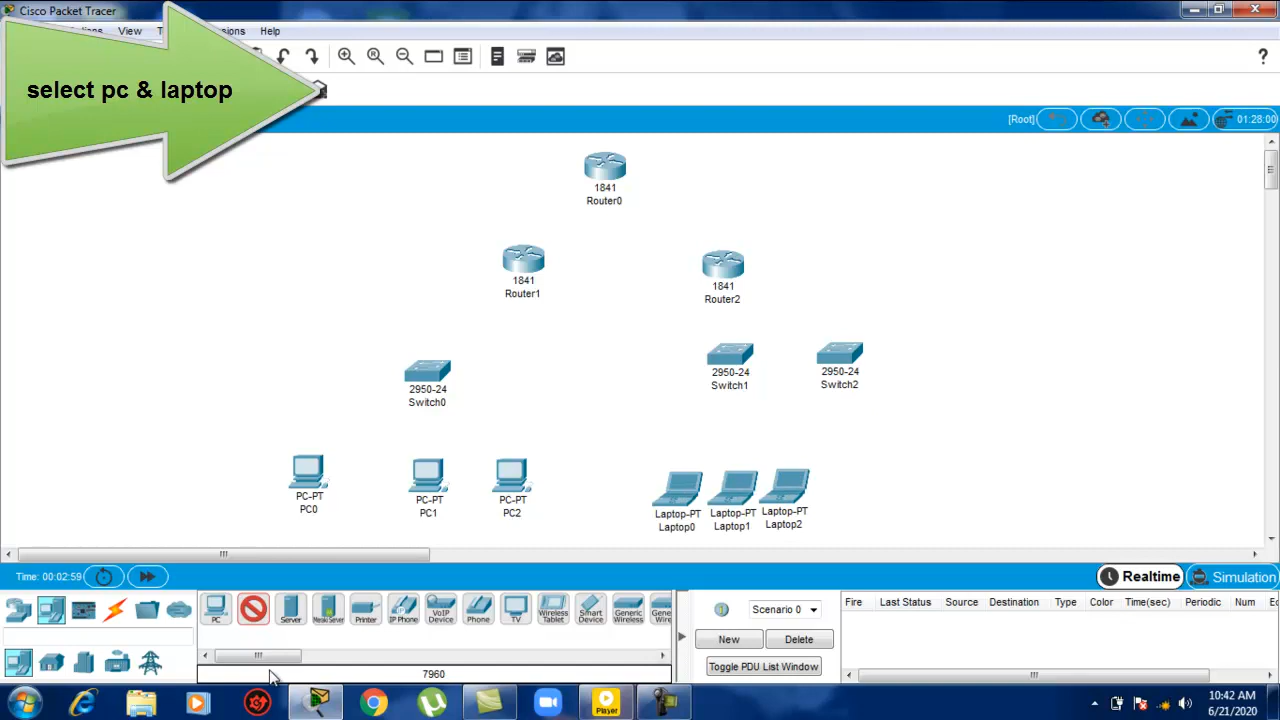 Cisco Packet Tracer
View
Help
select pc & laptop
[Root]
01:28:00
1841
Router0
1841
Router1
1841
Router2
2950-24
Switch0
2950-24
Switch1
2950-24
Switch2
PC-PT
PC0
PC-PT
PC1
PC-PT
PC2
Laptop-PT
Laptop0
Laptop-PT
Laptop1
Laptop-PT
Laptop2
Time: 00:02:59
Realtime
Simulation
PC
Server
Meraki Server
Printer
IP Phone
VoIP Device
Phone
TV
Wireless Tablet
Smart Device
Generic Wireless
7960
Scenario 0
New
Delete
Toggle PDU List Window
Fire
Last Status
Source
Destination
Type
Color
Time(sec)
Periodic
Num
Player
10:42 AM
6/21/2020